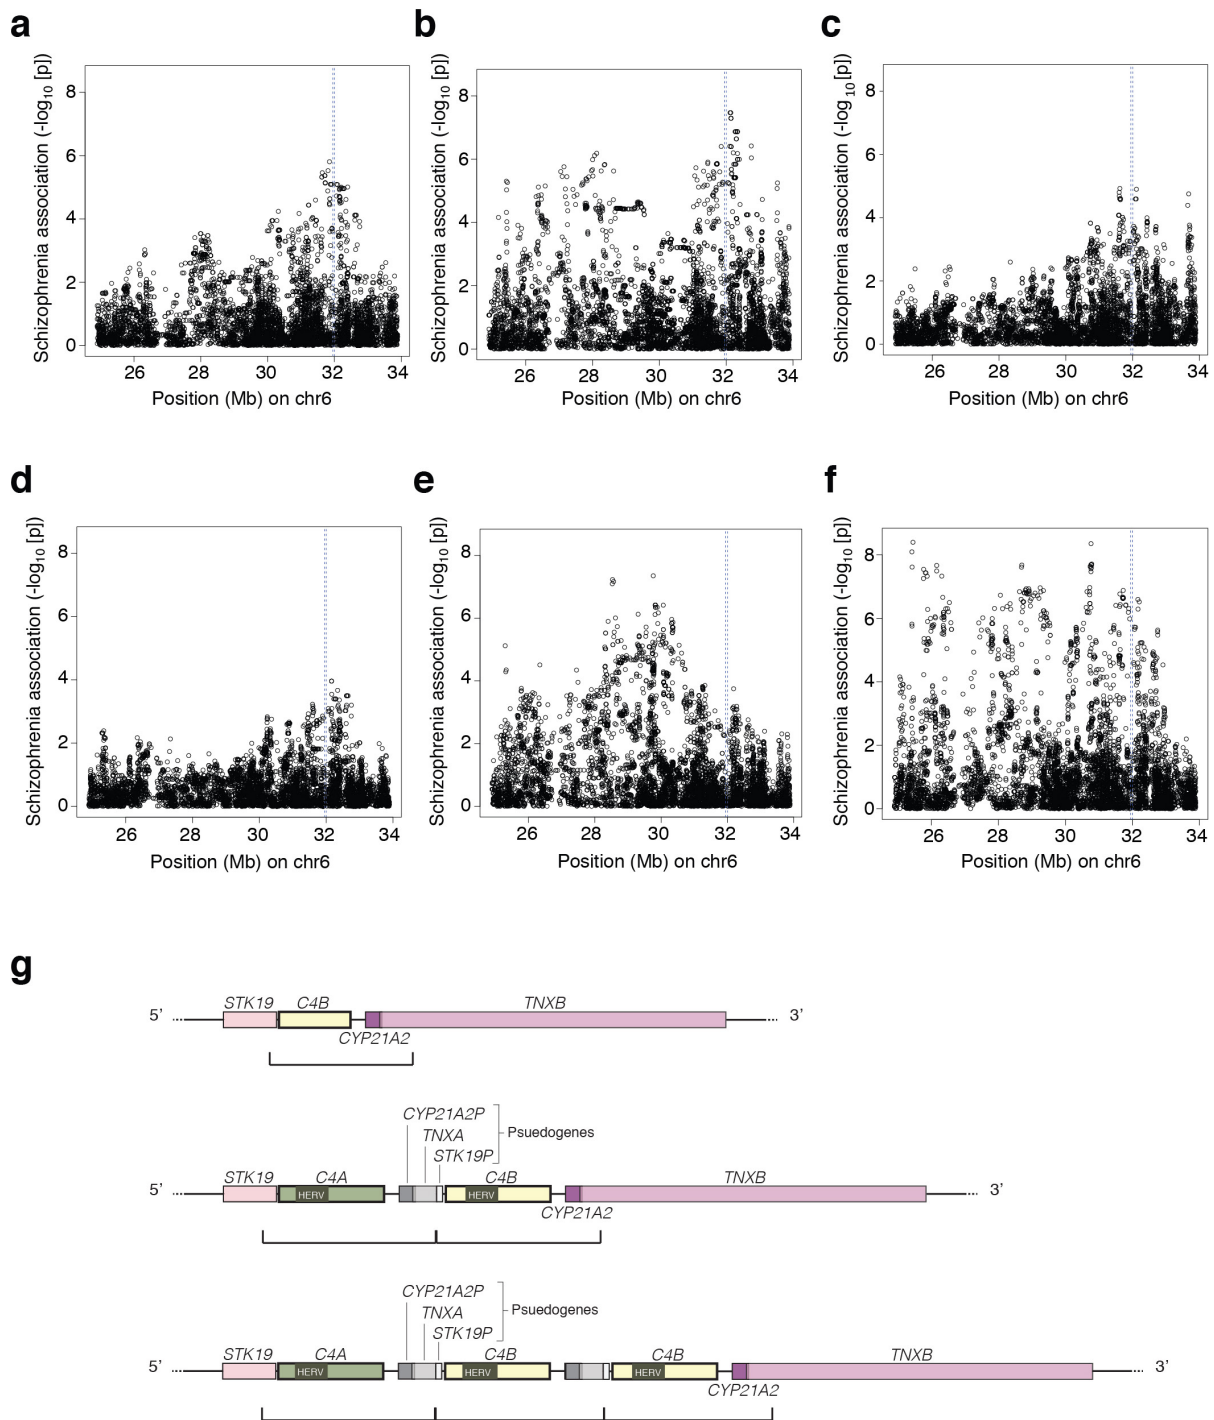 a
Schizophrenia association (-log10 [p])
8
6
4
2
0
26 28 30 32 34
Position (Mb) on chr6
b
Schizophrenia association (-log10 [p])
8
6
4
2
0
26 28 30 32 34
Position (Mb) on chr6
c
Schizophrenia association (-log10 [p])
8
6
4
2
0
26 28 30 32 34
Position (Mb) on chr6
d
Schizophrenia association (-log10 [p])
8
6
4
2
0
26 28 30 32 34
Position (Mb) on chr6
e
Schizophrenia association (-log10 [p])
8
6
4
2
0
26 28 30 32 34
Position (Mb) on chr6
f
Schizophrenia association (-log10 [p])
8
6
4
2
0
26 28 30 32 34
Position (Mb) on chr6
g
STK19 C4B TNXB
5’ 3’
CYP21A2
CYP21A2P
TNXA Psuedogenes
STK19P
STK19 C4A C4B TNXB
5’ HERV HERV 3’
CYP21A2
CYP21A2P
TNXA Psuedogenes
STK19P
STK19 C4A C4B C4B TNXB
5’ HERV HERV HERV 3’
CYP21A2